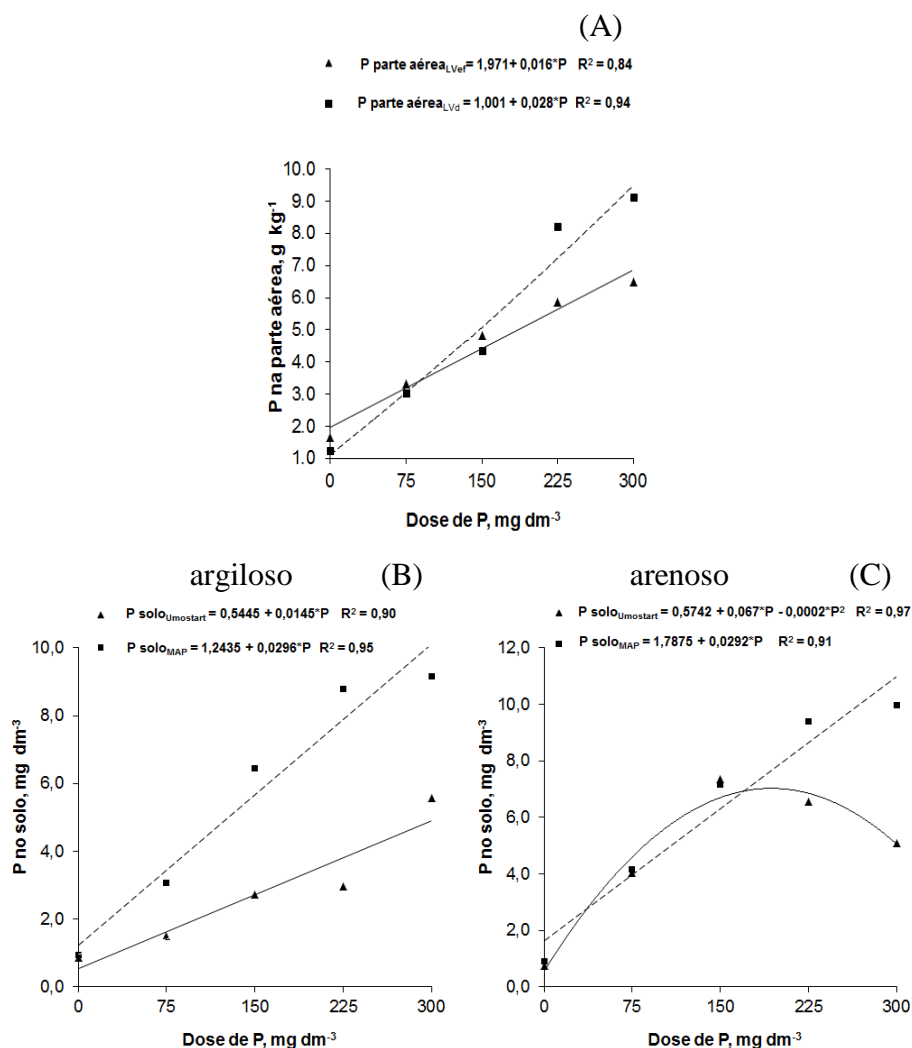 (A)
P parte aérea LVef= 1,971+ 0,016*P R² = 0,84
P parte aérea LVd = 1,001 + 0,028*P R² = 0,94
P na parte aérea, g kg⁻¹
10.0
9.0
8.0
7.0
6.0
5.0
4.0
3.0
2.0
1.0
0 75 150 225 300
Dose de P, mg dm⁻³
argiloso (B)
P solo Umostart = 0,5445 + 0,0145*P R² = 0,90
P solo MAP = 1,2435 + 0,0296*P R² = 0,95
P no solo, mg dm⁻³
10,0
8,0
6,0
4,0
2,0
0,0
0 75 150 225 300
Dose de P, mg dm⁻³
arenoso (C)
P solo Umostart = 0,5742 + 0,067*P - 0,0002*P² R² = 0,97
P solo MAP = 1,7875 + 0,0292*P R² = 0,91
P no solo, mg dm⁻³
12,0
10,0
8,0
6,0
4,0
2,0
0,0
0 75 150 225 300
Dose de P, mg dm⁻³